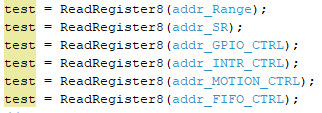 test = ReadRegister8(addr_Range);
test = ReadRegister8(addr_SR);
test = ReadRegister8(addr_GPIO_CTRL);
test = ReadRegister8(addr_INTR_CTRL);
test = ReadRegister8(addr_MOTION_CTRL);
test = ReadRegister8(addr_FIFO_CTRL);